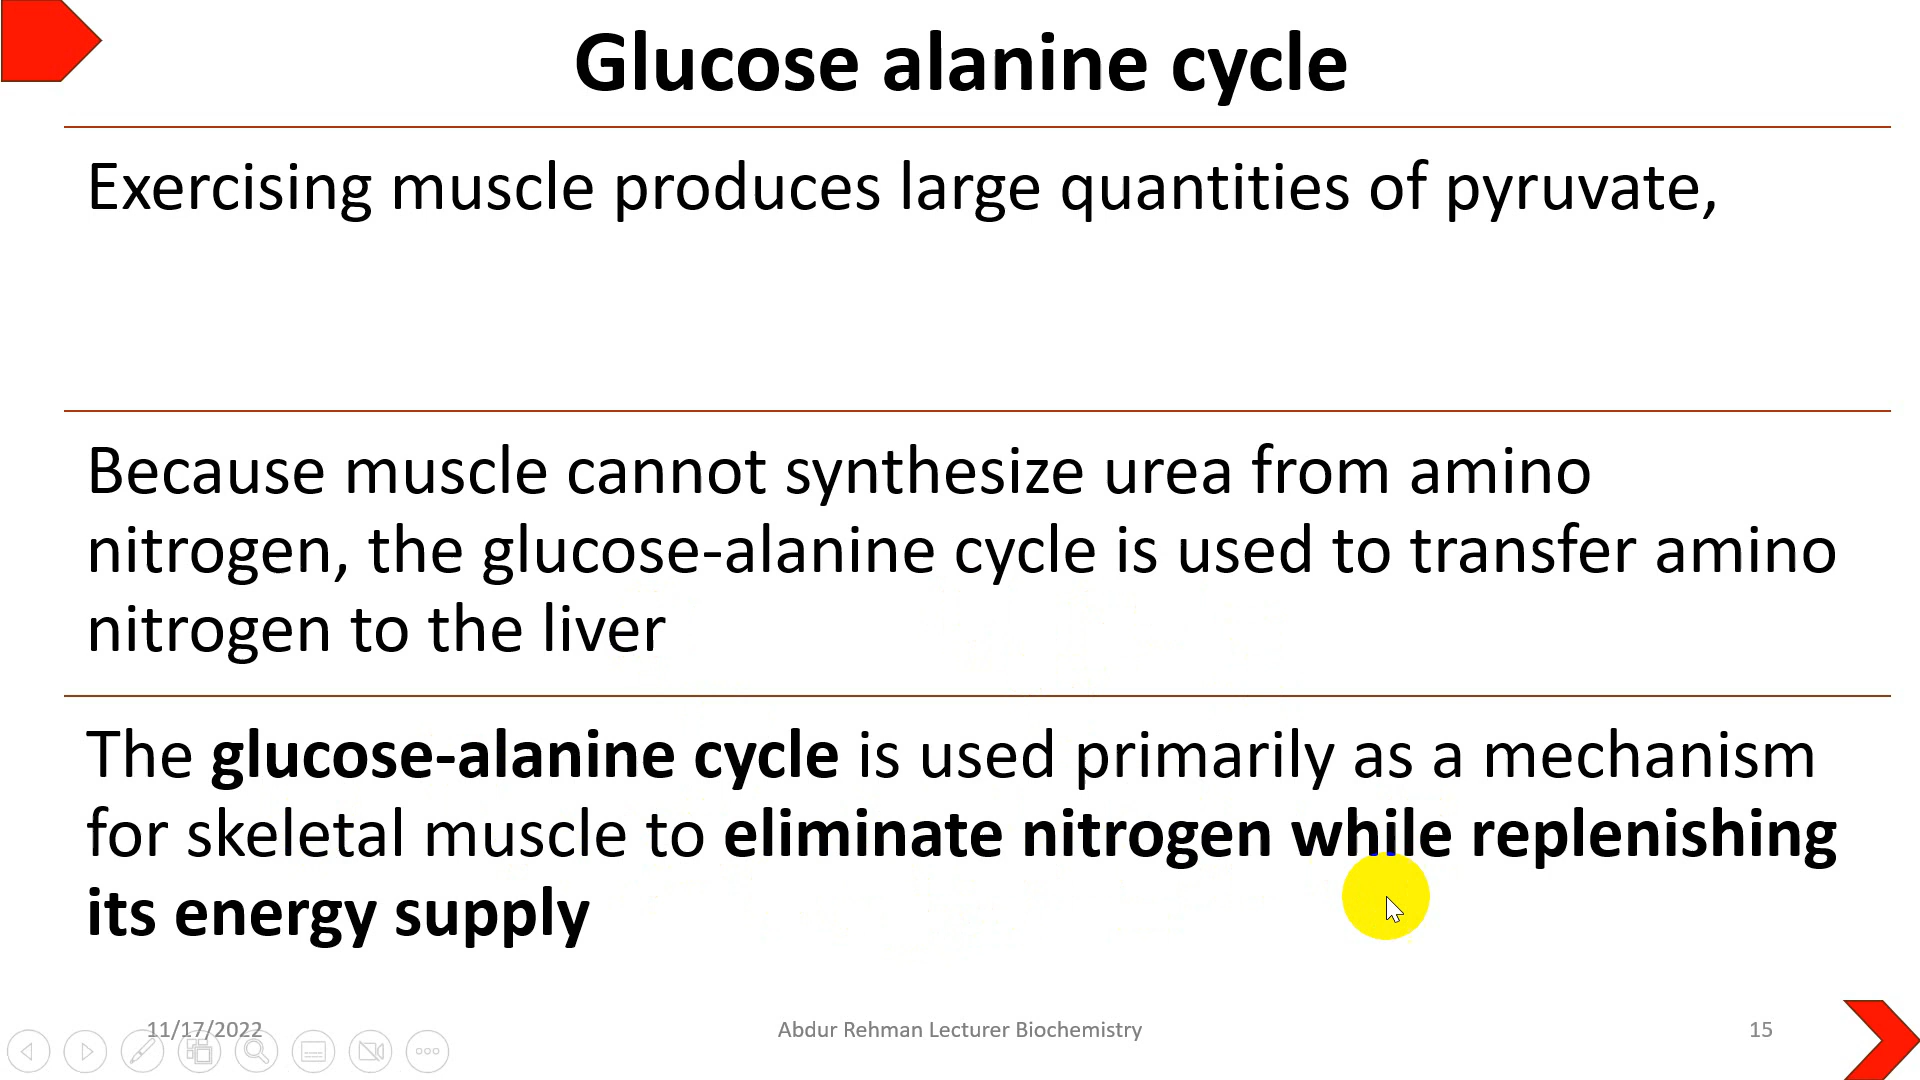 Glucose alanine cycle
Exercising muscle produces large quantities of pyruvate,
Because muscle cannot synthesize urea from amino
nitrogen, the glucose-alanine cycle is used to transfer amino
nitrogen to the liver
The glucose-alanine cycle is used primarily as a mechanism
for skeletal muscle to eliminate nitrogen while replenishing
its energy supply
11/17/2022
Abdur Rehman Lecturer Biochemistry
15